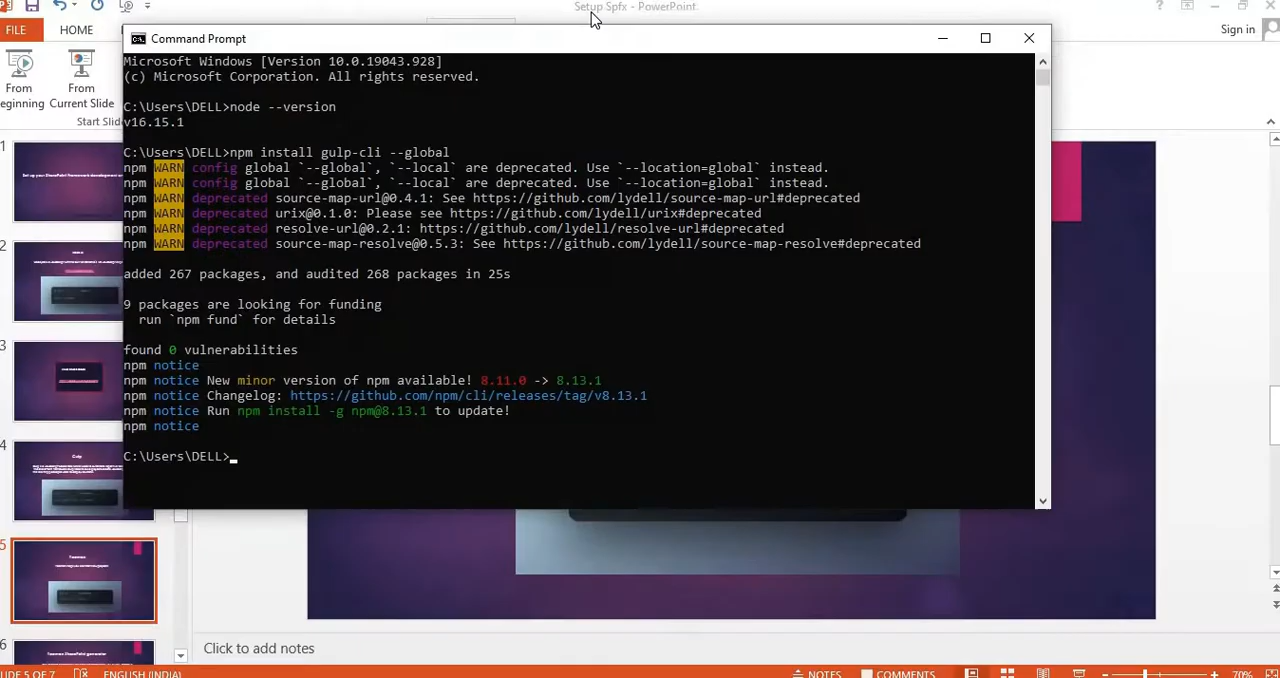 Setup Spfx - PowerPoint
FILE
HOME
Sign in
From
Beginning
From
Current Slide
Start Slid
Command Prompt
Microsoft Windows [Version 10.0.19043.928]
(c) Microsoft Corporation. All rights reserved.
C:\Users\DELL>node --version
v16.15.1
C:\Users\DELL>npm install gulp-cli --global
npm WARN config global `--global`, `--local` are deprecated. Use `--location=global` instead.
npm WARN config global `--global`, `--local` are deprecated. Use `--location=global` instead.
npm WARN deprecated source-map-url@0.4.1: See https://github.com/lydell/source-map-url#deprecated
npm WARN deprecated urix@0.1.0: Please see https://github.com/lydell/urix#deprecated
npm WARN deprecated resolve-url@0.2.1: https://github.com/lydell/resolve-url#deprecated
npm WARN deprecated source-map-resolve@0.5.3: See https://github.com/lydell/source-map-resolve#deprecated
added 267 packages, and audited 268 packages in 25s
9 packages are looking for funding
run `npm fund` for details
found 0 vulnerabilities
npm notice
npm notice New minor version of npm available! 8.11.0 -> 8.13.1
npm notice Changelog: https://github.com/npm/cli/releases/tag/v8.13.1
npm notice Run npm install -g npm@8.13.1 to update!
npm notice
C:\Users\DELL>
1
2
3
4
Gulp
5
Yeoman
6
Yeoman SharePoint generator
Click to add notes
SLIDE 5 OF 7
ENGLISH (INDIA)
NOTES
COMMENTS
70%